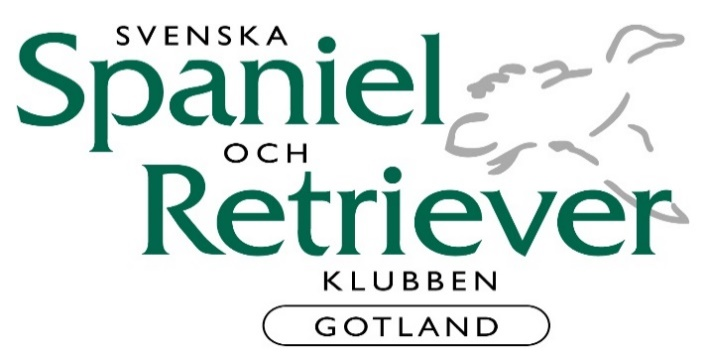 SVENSKA
Spaniel
OCH
Retriever
KLUBBEN
GOTLAND